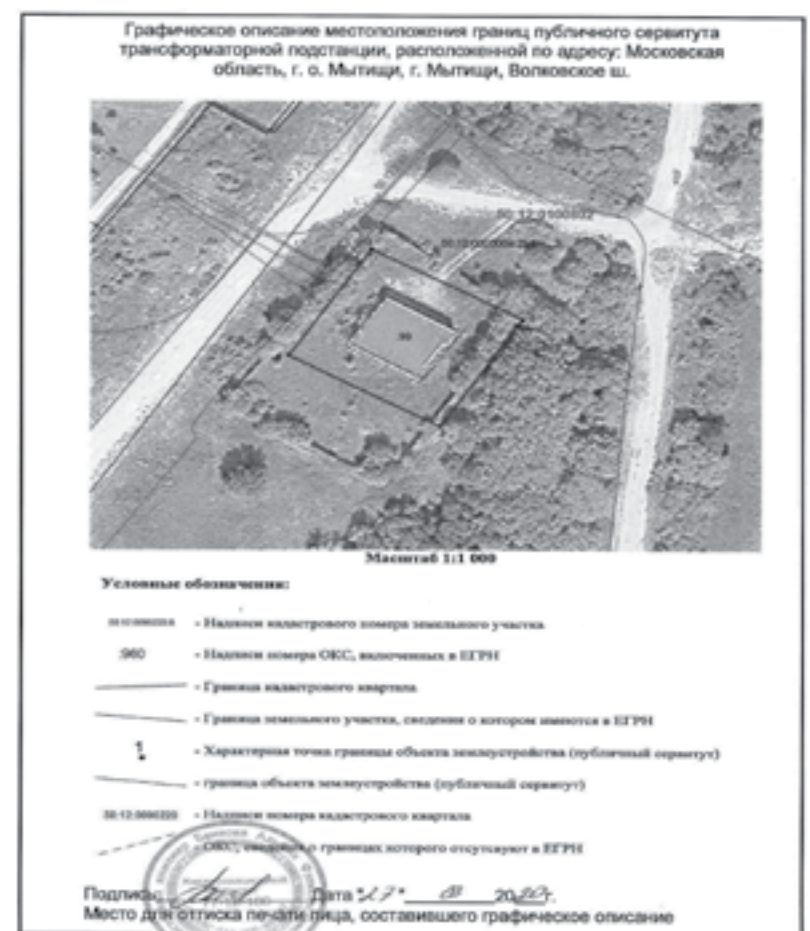 Графическое описание местоположения границ публичного сервитута
трансформаторной подстанции, расположенной по адресу: Московская
область, г. о. Мытищи, г. Мытищи, Волковское ш.
Масштаб 1:1 000
Условные обозначения:
- Надписи кадастрового номера земельного участка
:960 - Надписи номера ОКС, включенных в ЕГРН
- Граница кадастрового квартала
- Граница земельного участка, сведения о котором имеются в ЕГРН
1 - Характерная точка границы объекта землеустройства (публичный сервитут)
- граница объекта землеустройства (публичный сервитут)
- Надписи номера кадастрового квартала
- ОКС, сведения о границах которого отсутствуют в ЕГРН
Подпись: Дата
Место для оттиска печати лица, составившего графическое описание